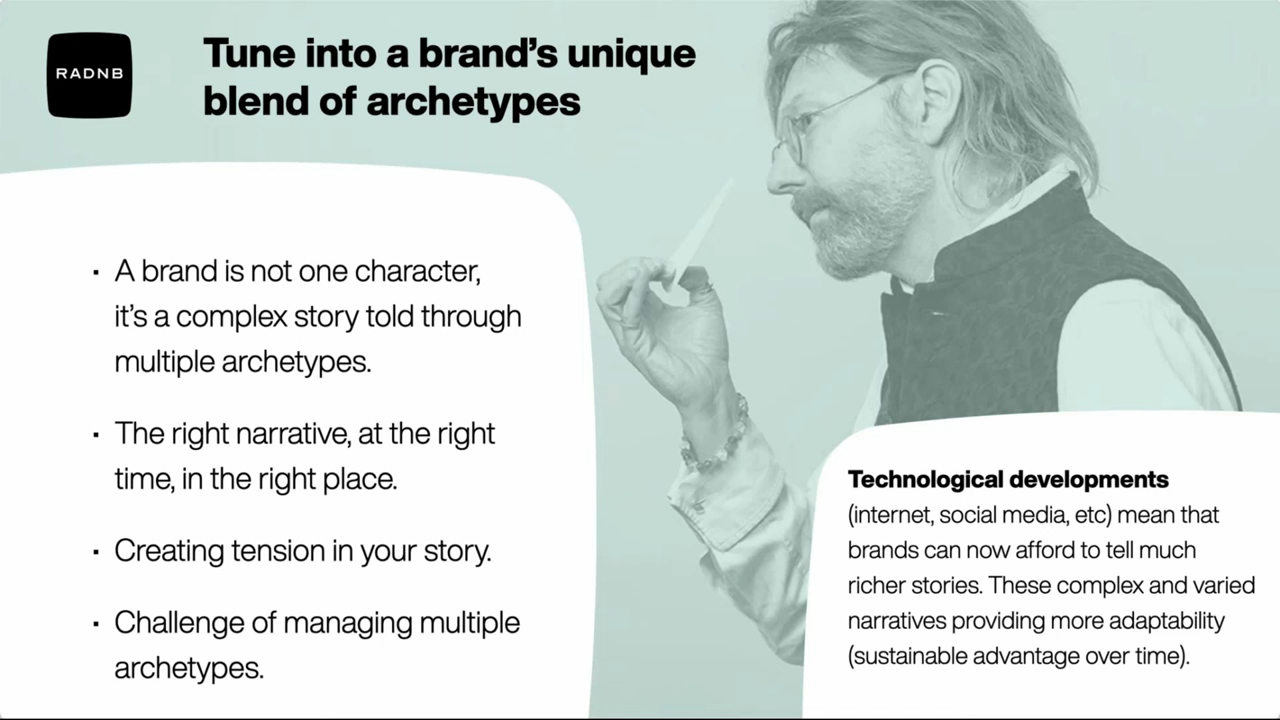 RADNB
Tune into a brand’s unique
blend of archetypes
· A brand is not one character,
it’s a complex story told through
multiple archetypes.
· The right narrative, at the right
time, in the right place.
· Creating tension in your story.
· Challenge of managing multiple
archetypes.
Technological developments
(internet, social media, etc) mean that
brands can now afford to tell much
richer stories. These complex and varied
narratives providing more adaptability
(sustainable advantage over time).